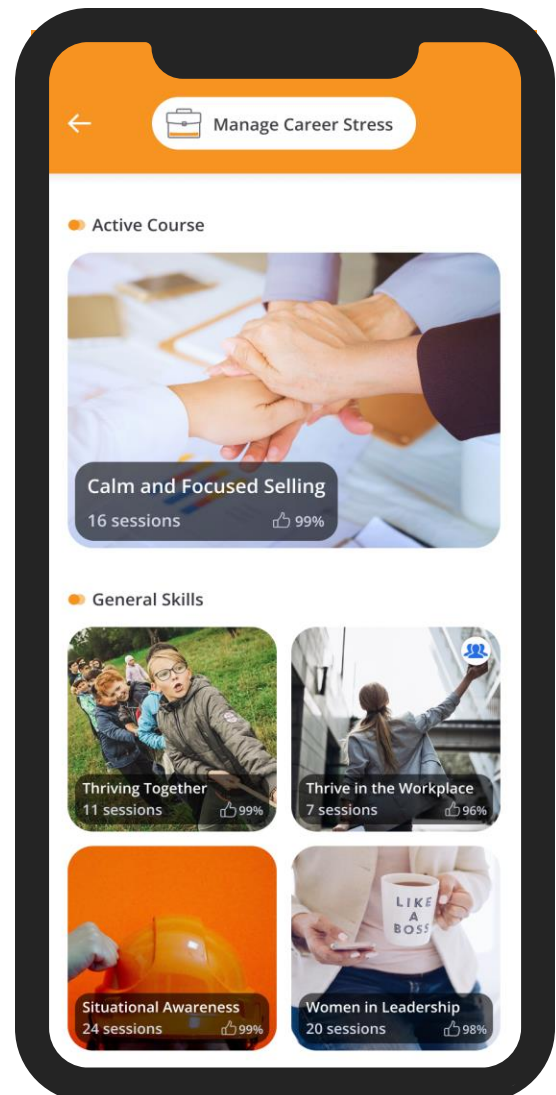 Manage Career Stress
Active Course
Calm and Focused Selling
16 sessions 99%
General Skills
Thriving Together
11 sessions 99%
Thrive in the Workplace
7 sessions 96%
LIKE
A
BOSS
Situational Awareness
24 sessions 99%
Women in Leadership
20 sessions 98%